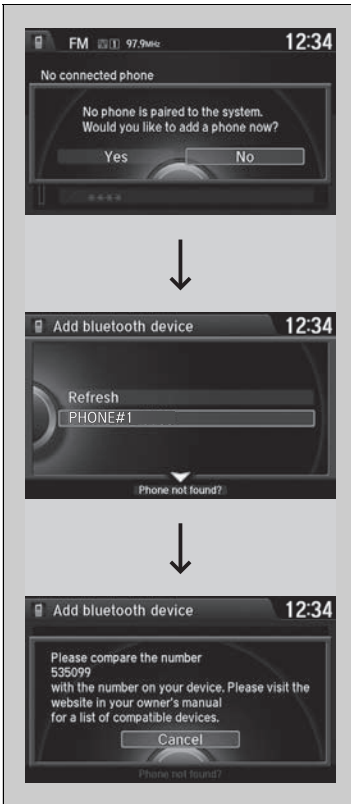 FM 97.9MHz 12:34
No connected phone
No phone is paired to the system.
Would you like to add a phone now?
Yes No
Add bluetooth device 12:34
Refresh
PHONE#1
Phone not found?
Add bluetooth device 12:34
Please compare the number
535099
with the number on your device. Please visit the
website in your owner's manual
for a list of compatible devices.
Cancel
Phone not found?